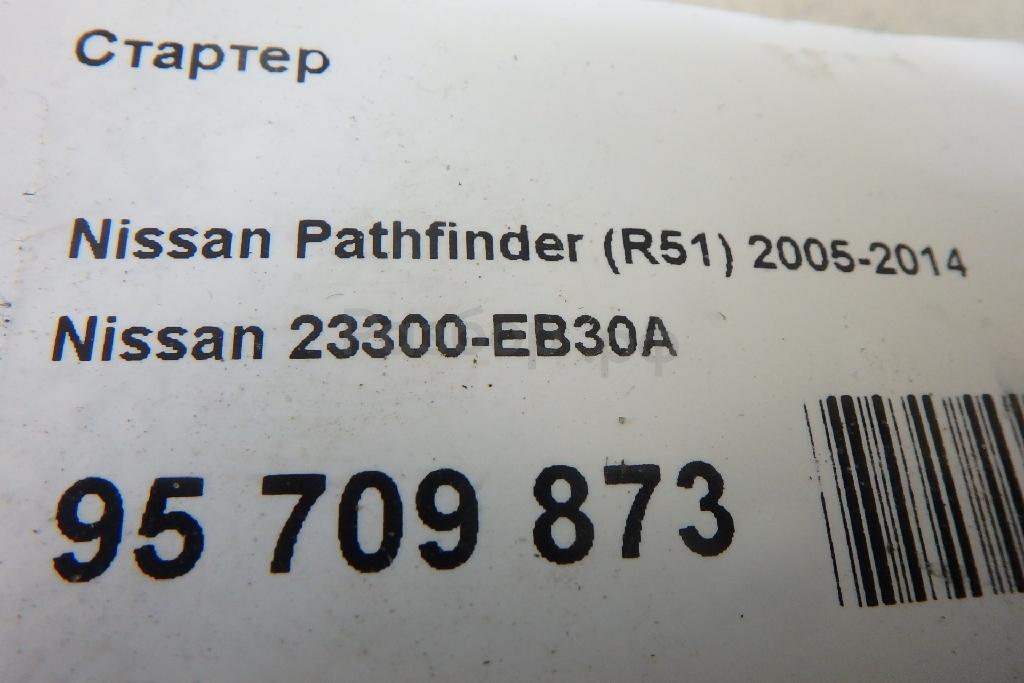 Стартер
Nissan Pathfinder (R51) 2005-2014
Nissan 23300-EB30A
95 709 873